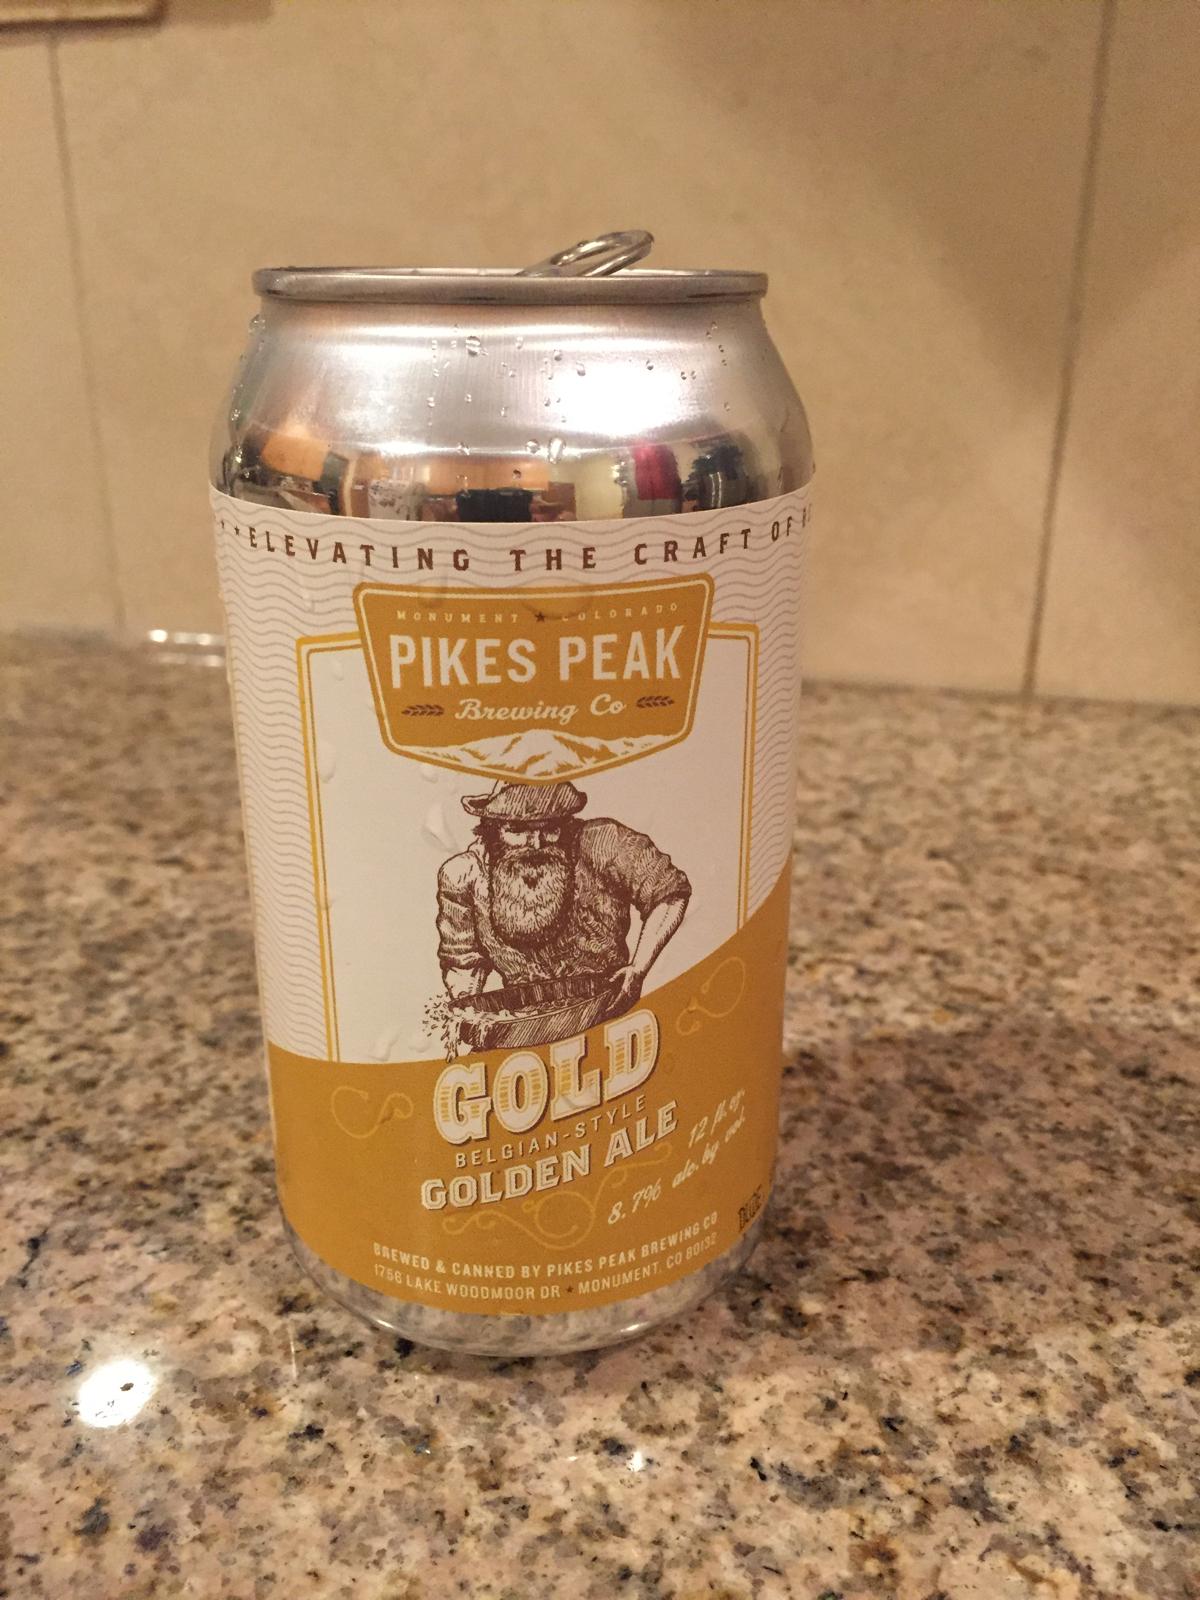 ELEVATING THE CRAFT OF
MONUMENT ★ COLORADO
PIKES PEAK
Brewing Co
GOLD
BELGIAN-STYLE
GOLDEN ALE
12 fl. oz.
8.7% alc. by vol.
BREWED & CANNED BY PIKES PEAK BREWING CO
1756 LAKE WOODMOOR DR ★ MONUMENT, CO 80132